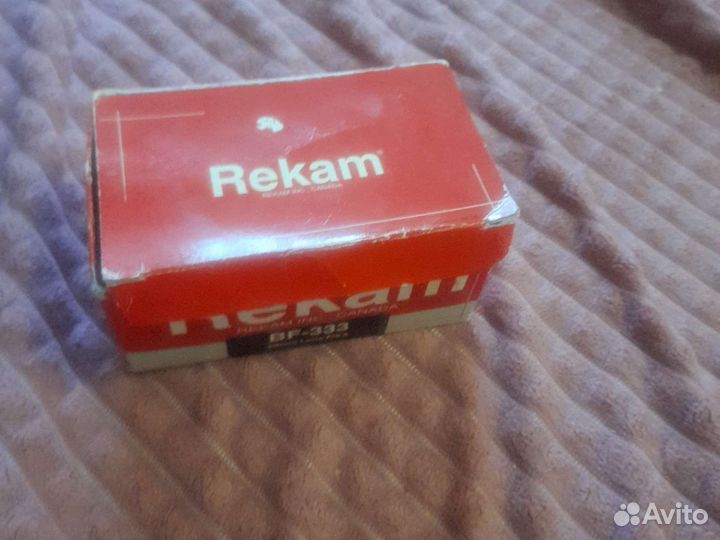 Rekam®
REKAM INC. CANADA
Rekam
REKAM INC. CANADA
BF-333
Avito